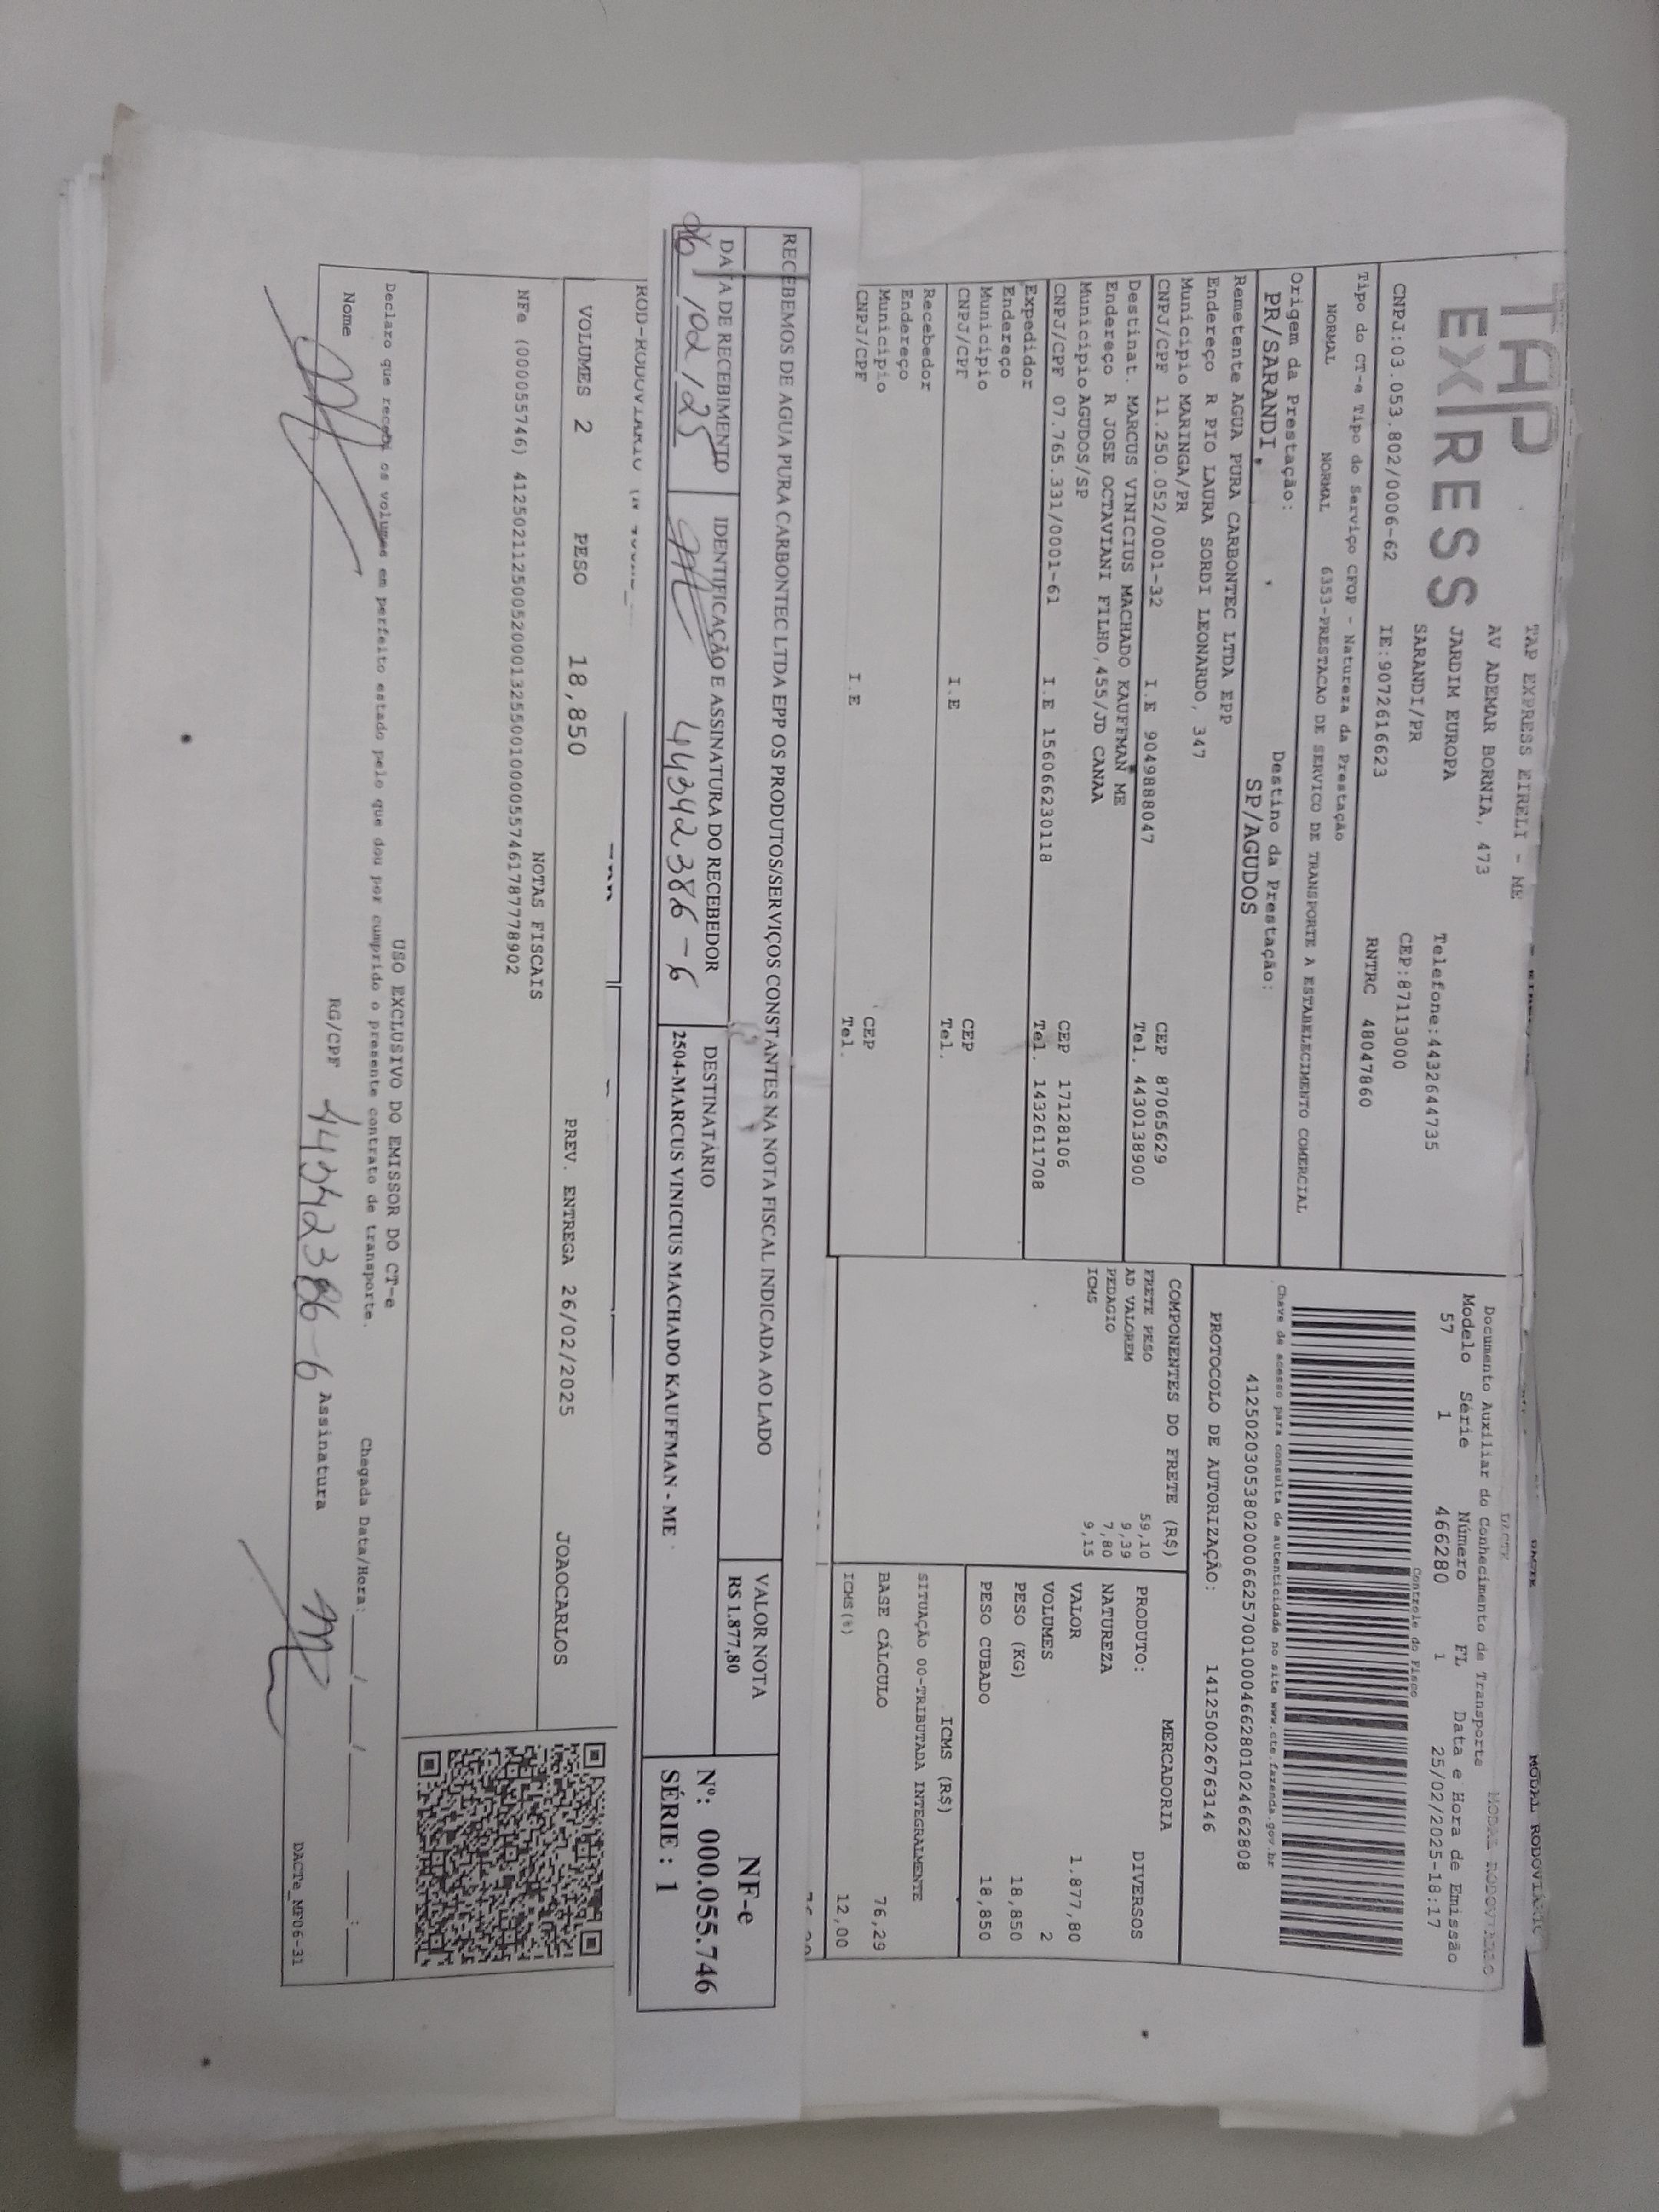 TAP
EXPRESS
TAP EXPRESS EIRELI - ME
AV ADEMAR BORNIA, 473
JARDIM EUROPA
SARANDI/PR
Telefone:4432644735
CEP:87113000
CNPJ:03.053.802/0006-62 IE:9072616623 RNTRC 48047860
DACTE
MODAL RODOVIARIO
Documento Auxiliar do Conhecimento de Transporte
Modelo Série Número FL Data e Hora de Emissão
57 1 466280 1 25/02/2025-18:17
Controle do Fisco
Chave de acesso para consulta de autenticidade no site www.cte.fazenda.gov.br
41250203053802000662570010004662801024662808
PROTOCOLO DE AUTORIZAÇÃO: 141250026763146
Tipo do CT-e Tipo do Serviço CFOP - Natureza da Prestação
NORMAL NORMAL 6353-PRESTACAO DE SERVICO DE TRANSPORTE A ESTABELECIMENTO COMERCIAL
Origem da Prestação: Destino da Prestação:
PR/SARANDI, SP/AGUDOS
Remetente AGUA PURA CARBONTEC LTDA EPP
Endereço R PIO LAURA SORDI LEONARDO, 347
Município MARINGA/PR CEP 87065629
CNPJ/CPF 11.250.052/0001-32 I.E 9049888047 Tel. 4430138900
Destinat. MARCUS VINICIUS MACHADO KAUFFMAN ME
Endereço R JOSE OCTAVIANI FILHO,455/JD CANAA
Município AGUDOS/SP CEP 17128106
CNPJ/CPF 07.765.331/0001-61 I.E 156066230118 Tel. 1432611708
Expedidor
Endereço
Município CEP
CNPJ/CPF I.E Tel.
Recebedor
Endereço
Município CEP
CNPJ/CPF I.E Tel.
COMPONENTES DO FRETE (R$)
FRETE PESO 59,10
AD VALOREM 9,39
PEDAGIO 7,80
ICMS 9,15
MERCADORIA
PRODUTO: DIVERSOS
NATUREZA
VALOR 1.877,80
VOLUMES 2
PESO (KG) 18,850
PESO CUBADO 18,850
ICMS (R$)
SITUAÇÃO 00-TRIBUTADA INTEGRALMENTE
BASE CÁLCULO 76,29
ICMS(%) 12,00
RECEBEMOS DE AGUA PURA CARBONTEC LTDA EPP OS PRODUTOS/SERVIÇOS CONSTANTES NA NOTA FISCAL INDICADA AO LADO
DATA DE RECEBIMENTO IDENTIFICAÇÃO E ASSINATURA DO RECEBEDOR DESTINATÁRIO VALOR NOTA
26/02/25 44342386-6 2504-MARCUS VINICIUS MACHADO KAUFFMAN - ME R$ 1.877,80
NF-e
Nº: 000.055.746
SÉRIE : 1
VOLUMES 2 PESO 18,850 PREV. ENTREGA 26/02/2025 JOAOCARLOS
NOTAS FISCAIS
NFe (000055746) 41250211250052000132550010000557461787778902
USO EXCLUSIVO DO EMISSOR DO CT-e
Declaro que recebi os volumes em perfeito estado pelo que dou por cumprido o presente contrato de transporte. Chegada Data/Hora: __/__/__ __:__
Nome RG/CPF 44342386-6 Assinatura
DACTe_MF06-31